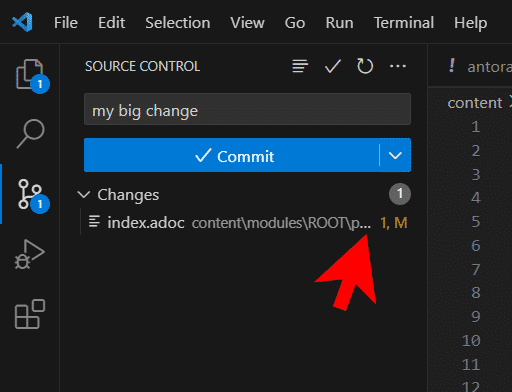 File Edit Selection View Go Run Terminal Help
SOURCE CONTROL
! antora
my big change
content >
Commit
Changes 1
index.adoc content\modules\ROOT\p... 1, M
1
1
1
2
3
4
5
6
7
8
9
10
11
12